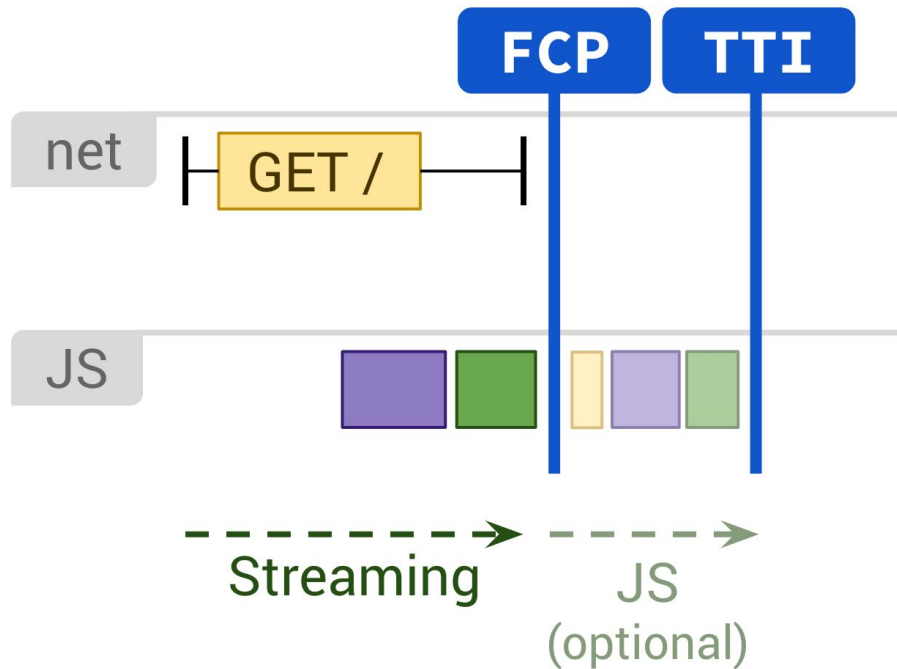 FCP TTI
net
GET /
JS
Streaming
JS
(optional)